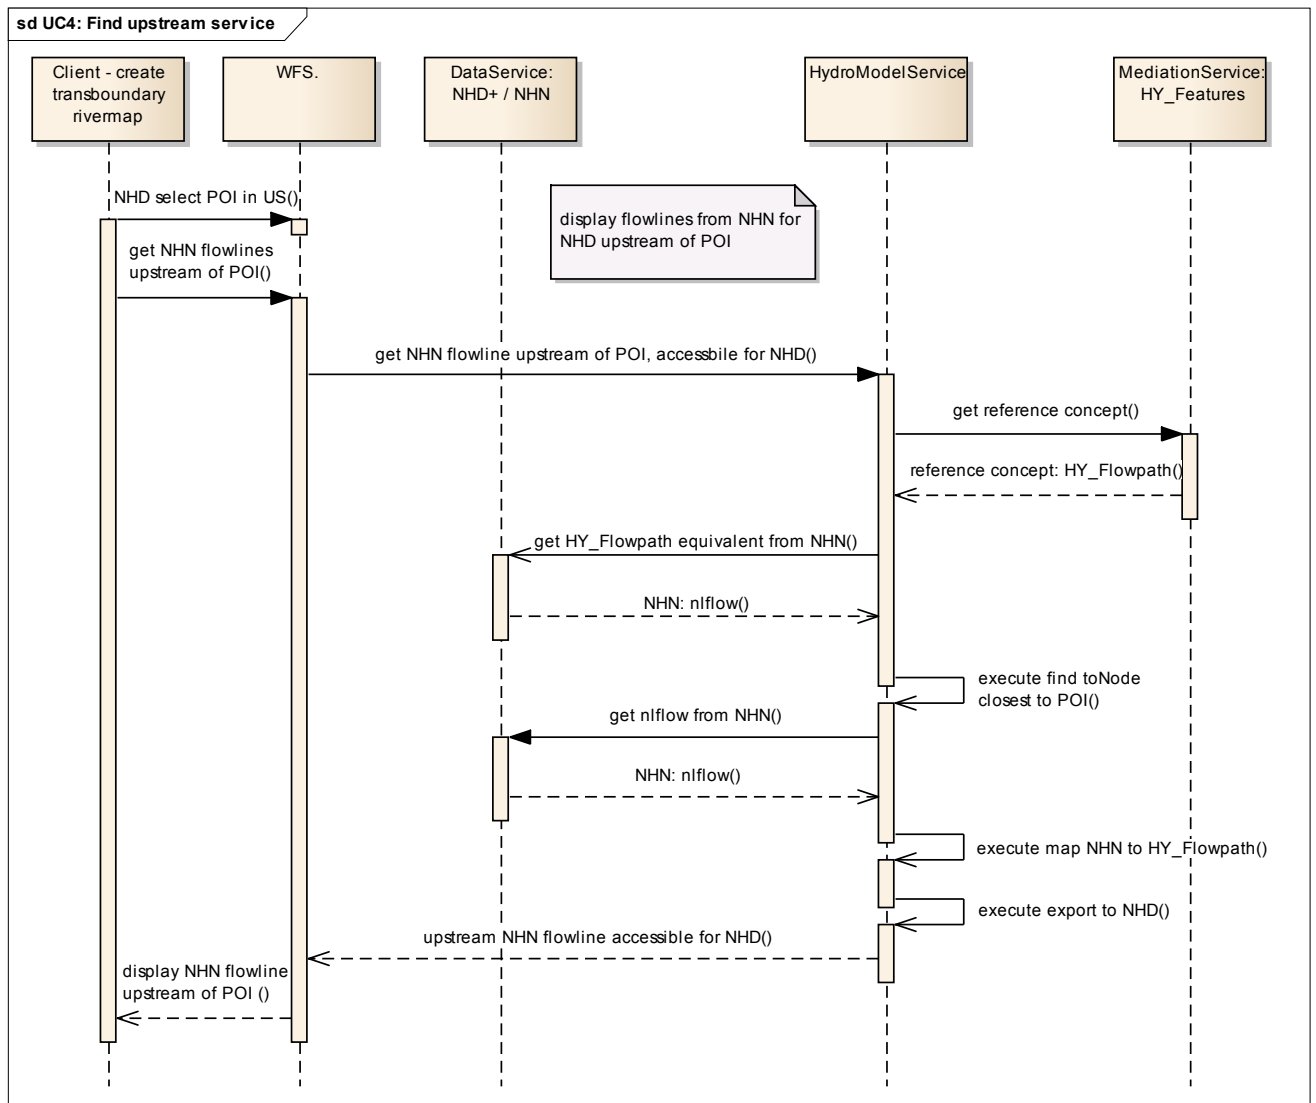 sd UC4: Find upstream service
Client - create
transboundary
rivermap
WFS.
DataService:
NHD+ / NHN
HydroModelService
MediationService:
HY_Features
NHD select POI in US()
display flowlines from NHN for
NHD upstream of POI
get NHN flowlines
upstream of POI()
get NHN flowline upstream of POI, accessbile for NHD()
get reference concept()
reference concept: HY_Flowpath()
get HY_Flowpath equivalent from NHN()
NHN: nlflow()
execute find toNode
closest to POI()
get nlflow from NHN()
NHN: nlflow()
execute map NHN to HY_Flowpath()
execute export to NHD()
upstream NHN flowline accessible for NHD()
display NHN flowline
upstream of POI ()